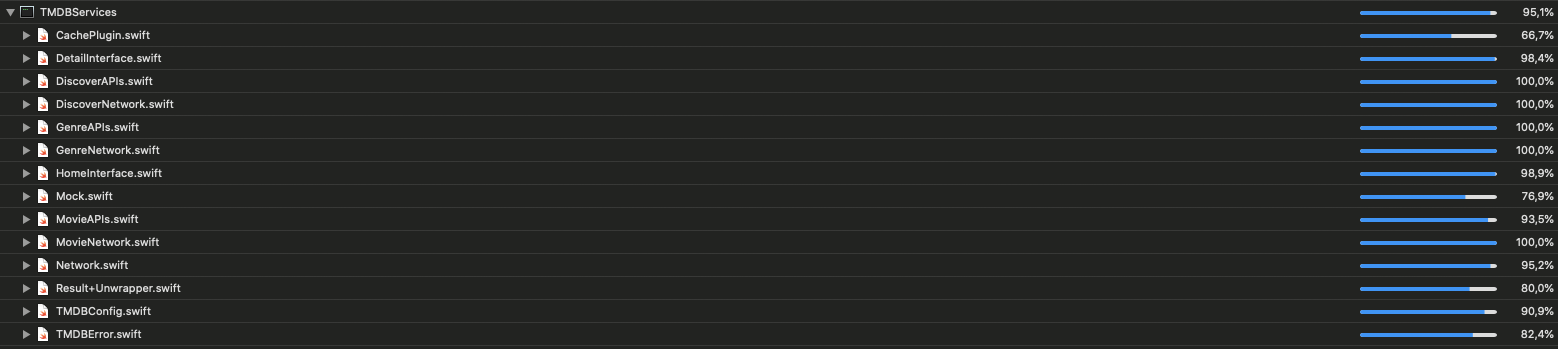 TMDBServices 95,1%
CachePlugin.swift 66,7%
DetailInterface.swift 98,4%
DiscoverAPIs.swift 100,0%
DiscoverNetwork.swift 100,0%
GenreAPIs.swift 100,0%
GenreNetwork.swift 100,0%
HomeInterface.swift 98,9%
Mock.swift 76,9%
MovieAPIs.swift 93,5%
MovieNetwork.swift 100,0%
Network.swift 95,2%
Result+Unwrapper.swift 80,0%
TMDBConfig.swift 90,9%
TMDBError.swift 82,4%